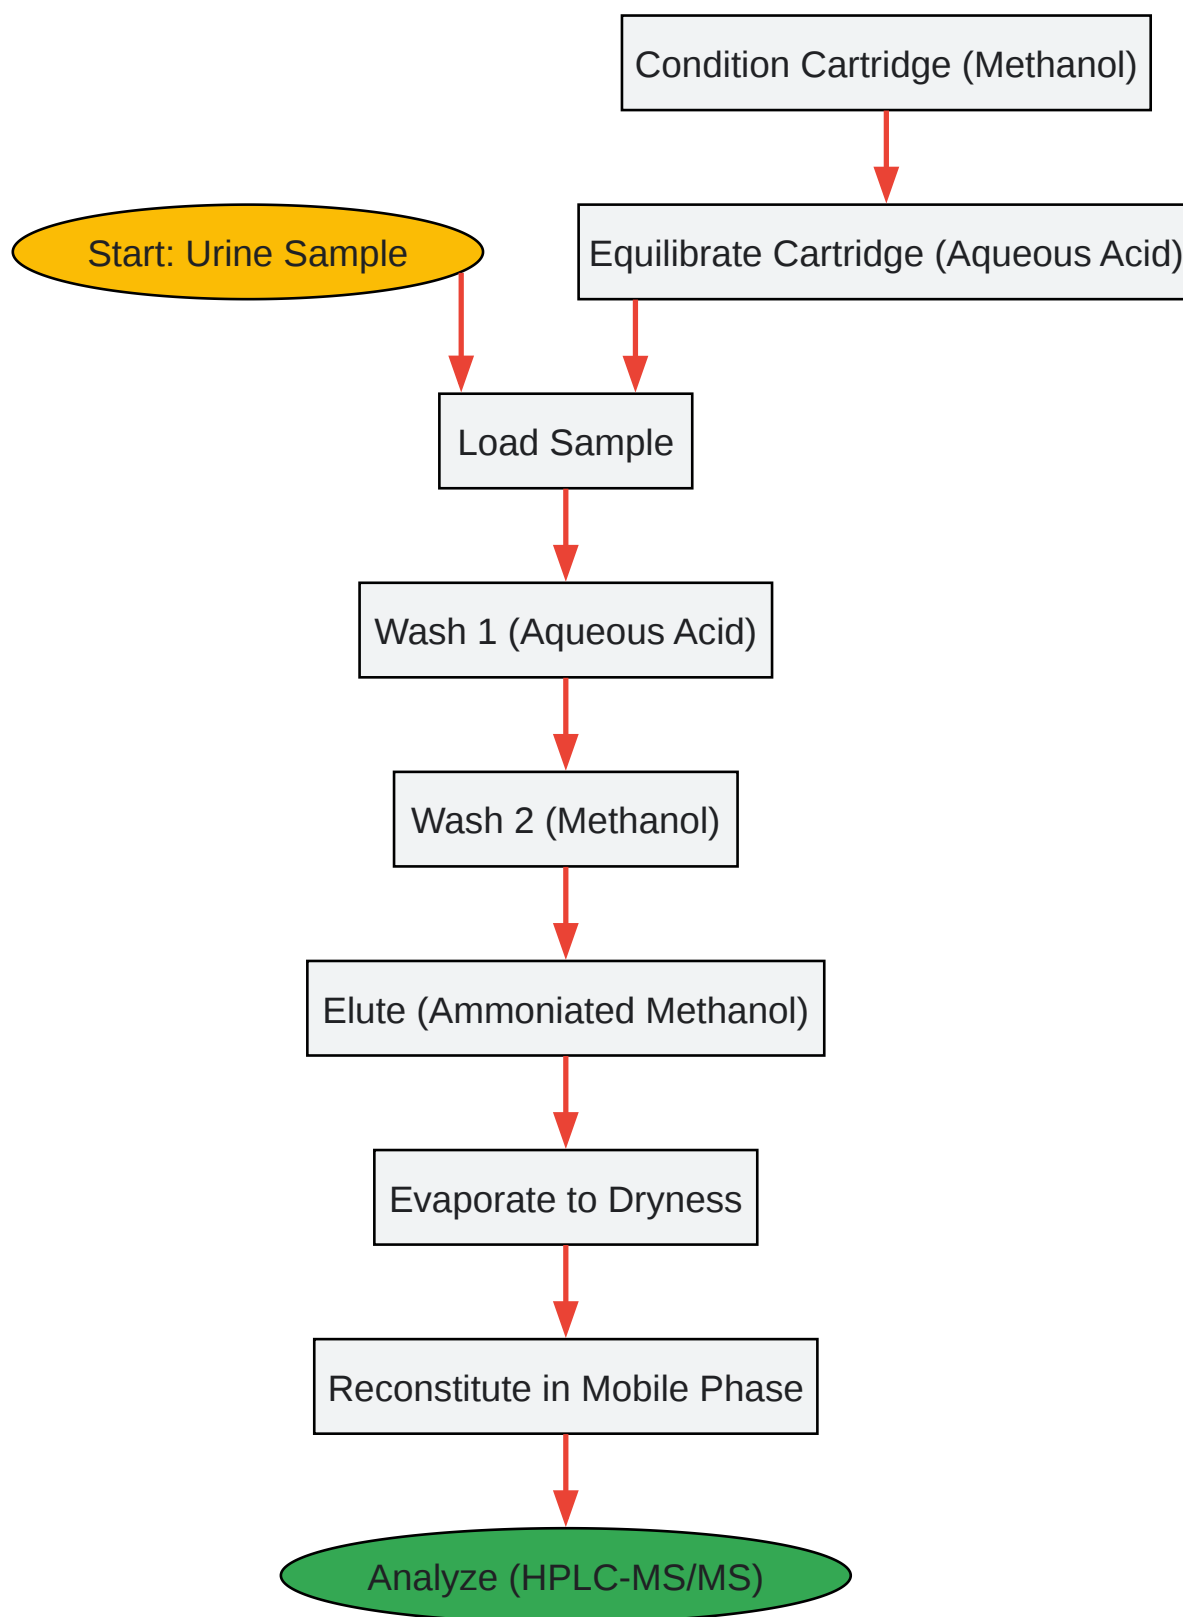 Condition Cartridge (Methanol)
Start: Urine Sample
Equilibrate Cartridge (Aqueous Acid)
Load Sample
Wash 1 (Aqueous Acid)
Wash 2 (Methanol)
Elute (Ammoniated Methanol)
Evaporate to Dryness
Reconstitute in Mobile Phase
Analyze (HPLC-MS/MS)